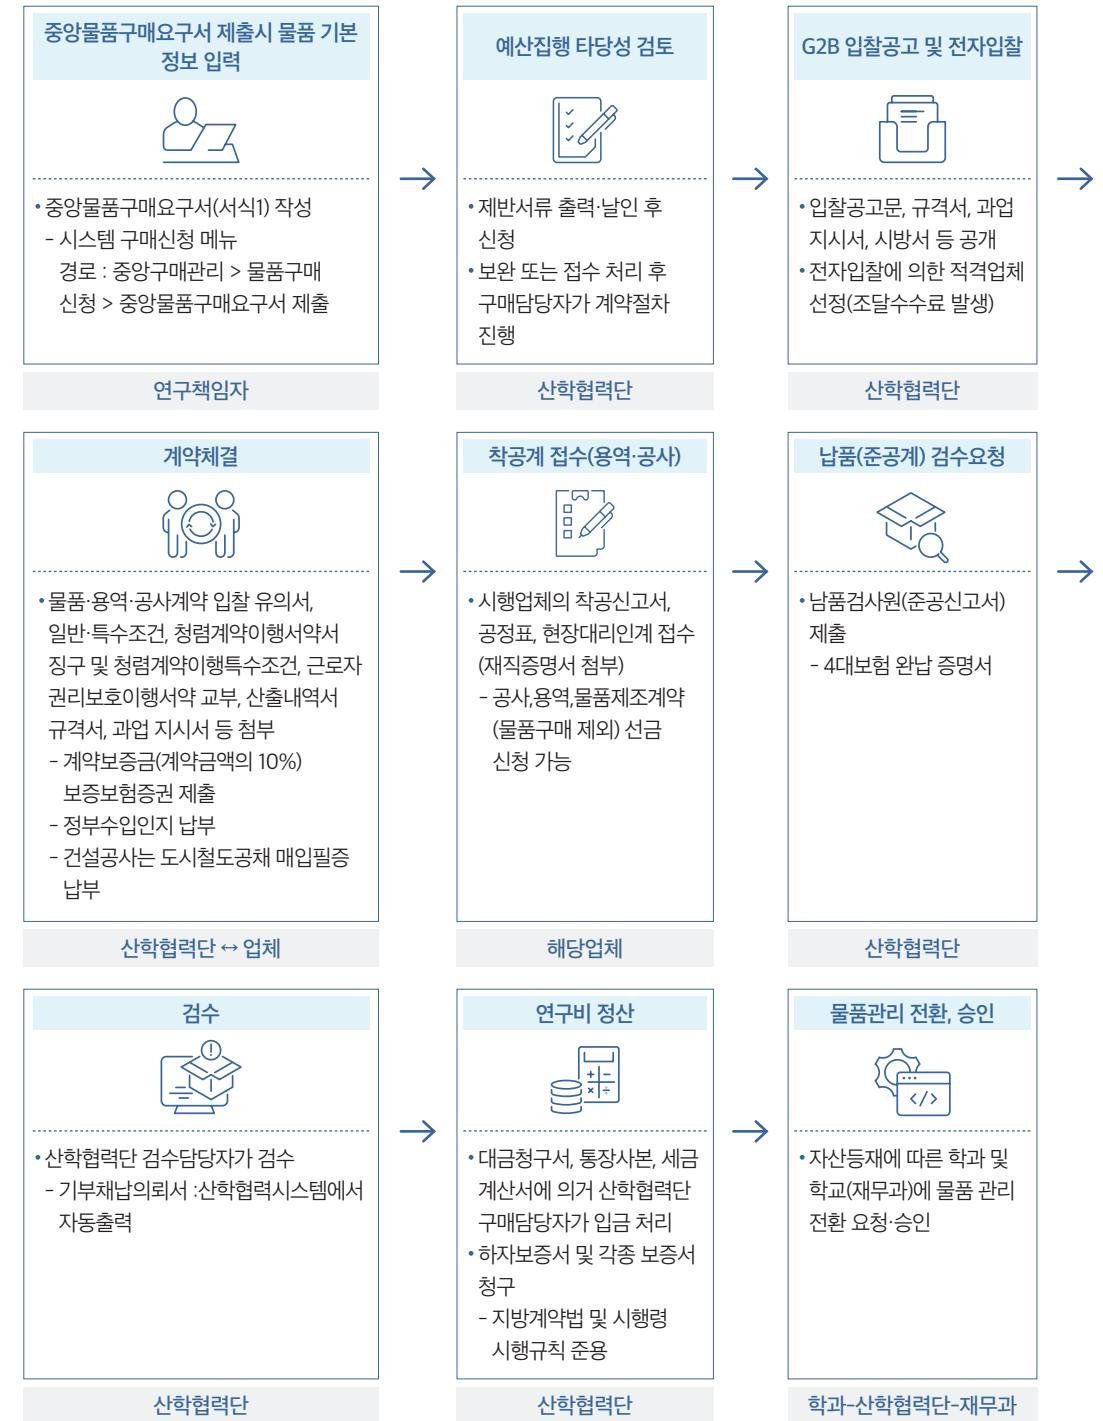 중앙물품구매요구서 제출시 물품 기본
정보 입력
• 중앙물품구매요구서(서식1) 작성
- 시스템 구매신청 메뉴
경로 : 중앙구매관리 > 물품구매
신청 > 중앙물품구매요구서 제출
연구책임자
예산집행 타당성 검토
• 제반서류 출력·날인 후
신청
• 보완 또는 접수 처리 후
구매담당자가 계약절차
진행
산학협력단
G2B 입찰공고 및 전자입찰
• 입찰공고문, 규격서, 과업
지시서, 시방서 등 공개
• 전자입찰에 의한 적격업체
선정(조달수수료 발생)
산학협력단
계약체결
• 물품·용역·공사계약 입찰 유의서,
일반·특수조건, 청렴계약이행서약서
징구 및 청렴계약이행특수조건, 근로자
권리보호이행서약 교부, 산출내역서
규격서, 과업 지시서 등 첨부
- 계약보증금(계약금액의 10%)
보증보험증권 제출
- 정부수입인지 납부
- 건설공사는 도시철도공채 매입필증
납부
산학협력단 ↔ 업체
착공계 접수(용역·공사)
• 시행업체의 착공신고서,
공정표, 현장대리인계 접수
(재직증명서 첨부)
- 공사,용역,물품제조계약
(물품구매 제외) 선금
신청 가능
해당업체
납품(준공계) 검수요청
• 남품검사원(준공신고서)
제출
- 4대보험 완납 증명서
산학협력단
검수
• 산학협력단 검수담당자가 검수
- 기부채납의뢰서 :산학협력시스템에서
자동출력
산학협력단
연구비 정산
• 대금청구서, 통장사본, 세금
계산서에 의거 산학협력단
구매담당자가 입금 처리
• 하자보증서 및 각종 보증서
청구
- 지방계약법 및 시행령
시행규칙 준용
산학협력단
물품관리 전환, 승인
• 자산등재에 따른 학과 및
학교(재무과)에 물품 관리
전환 요청·승인
학과-산학협력단-재무과